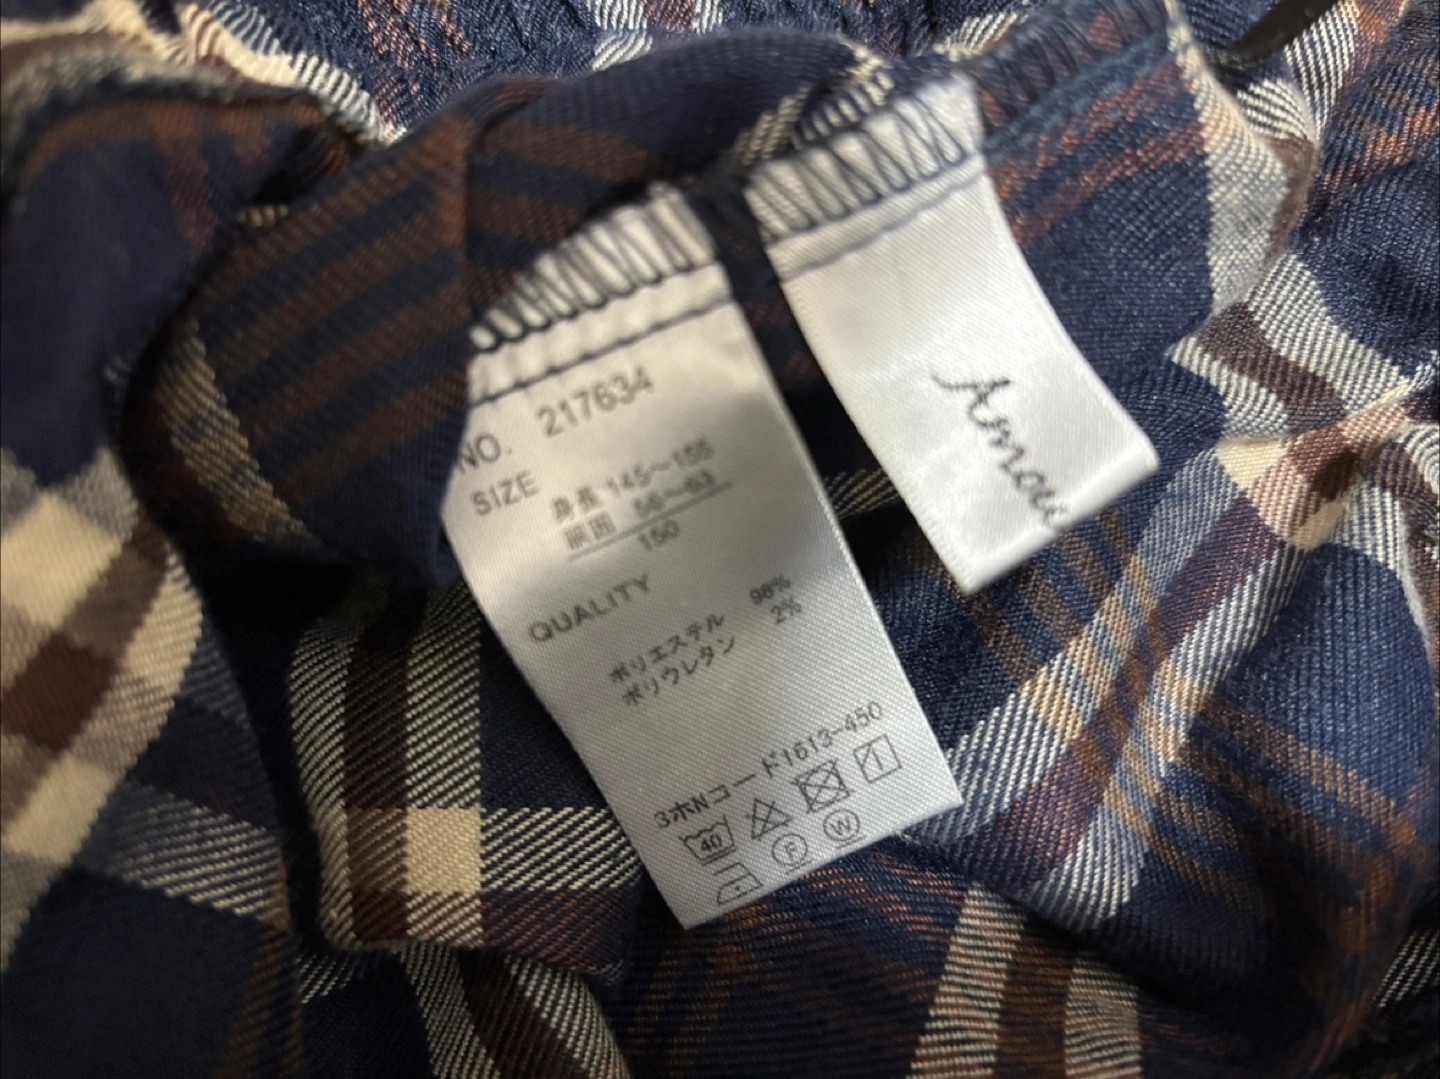 NO. 217634
SIZE
身長 145～155
胴囲 56～63
150
QUALITY
ポリエステル 98%
ポリウレタン 2%
3ホNコード1613-450
40
F W
Amou